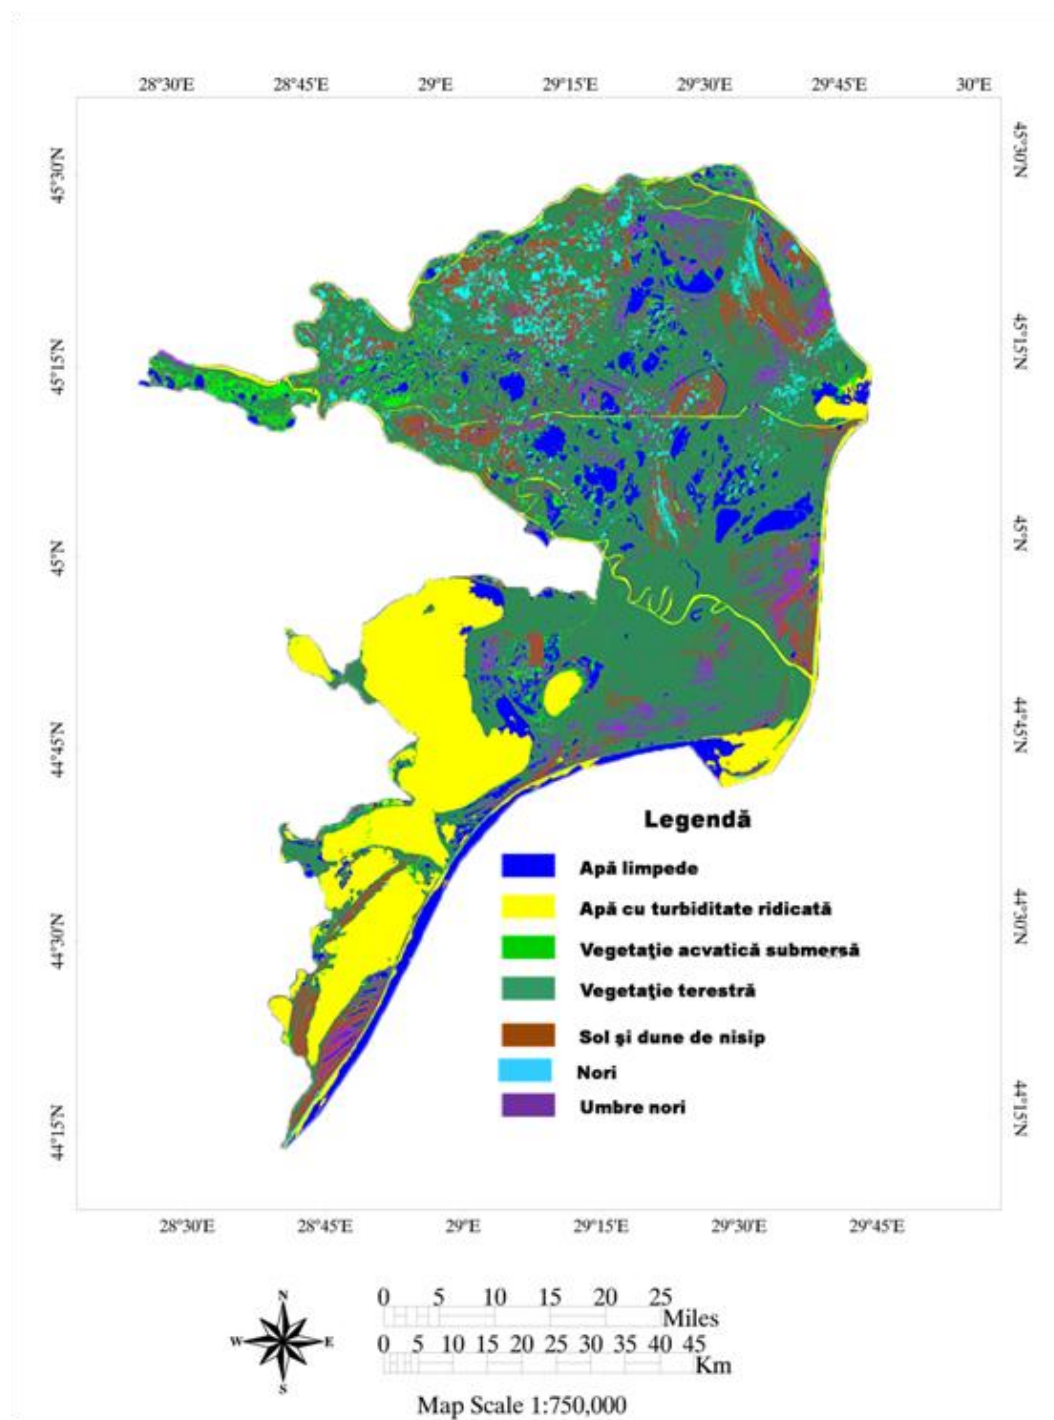 28°30'E 28°45'E 29°E 29°15'E 29°30'E 29°45'E 30°E
45°30'N 45°30'N
45°15'N 45°15'N
45°N 45°N
44°45'N 44°45'N
Legendă
Apă limpede
Apă cu turbiditate ridicată
Vegetaţie acvatică submersă
Vegetaţie terestră
Sol şi dune de nisip
Nori
Umbre nori
44°30'N 44°30'N
44°15'N 44°15'N
28°30'E 28°45'E 29°E 29°15'E 29°30'E 29°45'E
N
W E
S
0 5 10 15 20 25
Miles
0 5 10 15 20 25 30 35 40 45
Km
Map Scale 1:750,000